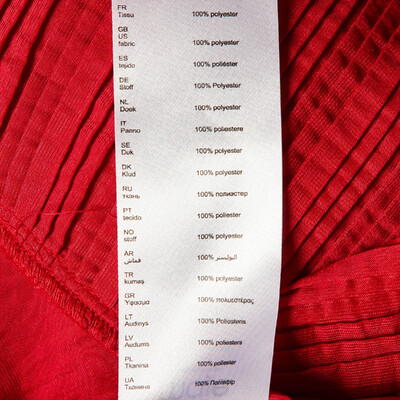 FR
Tissu 100% polyester
GB
US
fabric 100% polyester
ES
tejido 100% poliéster
DE
Stoff 100% Polyester
NL
Doek 100% polyester
IT
Panno 100% poliestere
SE
Duk 100% polyester
DK
Klud 100% polyester
RU
ткань 100% полиэстер
PT
tecido 100% poliester
NO
stoff 100% polyester
AR
قماش 100% البوليستر
TR
kumaş 100% polyester
GR
Ύφασμα 100% πολυεστέρας
LT
Audinys 100% Poliesteris
LV
Audums 100% poliesters
PL
Tkanina 100% polyester
UA
Тканина 100% Поліефір